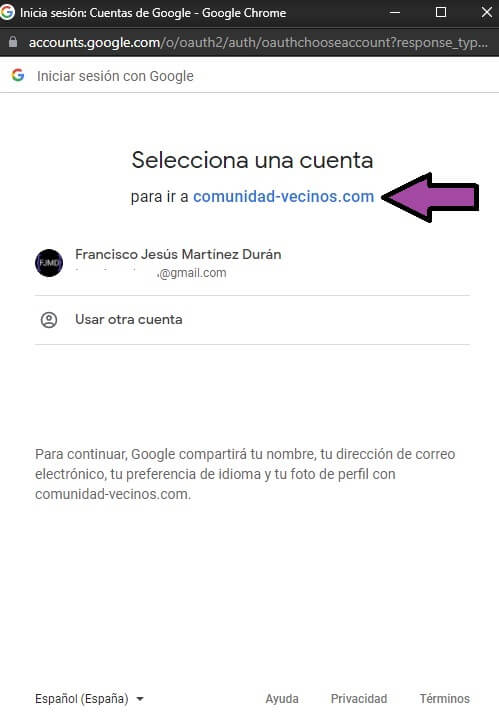 Inicia sesión: Cuentas de Google - Google Chrome
accounts.google.com/o/oauth2/auth/oauthchooseaccount?response_typ...
Iniciar sesión con Google
Selecciona una cuenta
para ir a comunidad-vecinos.com
FJMD
Francisco Jesús Martínez Durán
@gmail.com
Usar otra cuenta
Para continuar, Google compartirá tu nombre, tu dirección de correo
electrónico, tu preferencia de idioma y tu foto de perfil con
comunidad-vecinos.com.
Español (España)
Ayuda
Privacidad
Términos